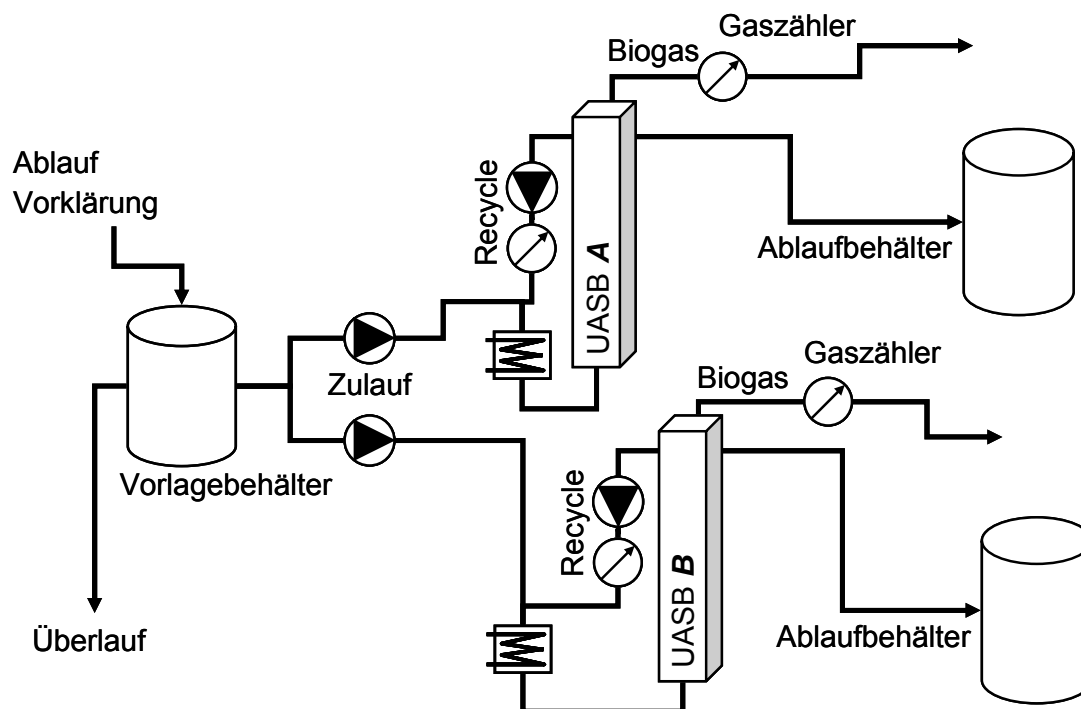 Gaszähler
Biogas
Ablauf
Vorklärung
Recycle
UASB A
Ablaufbehälter
Zulauf
Gaszähler
Biogas
Vorlagebehälter
Recycle
UASB B
Überlauf
Ablaufbehälter